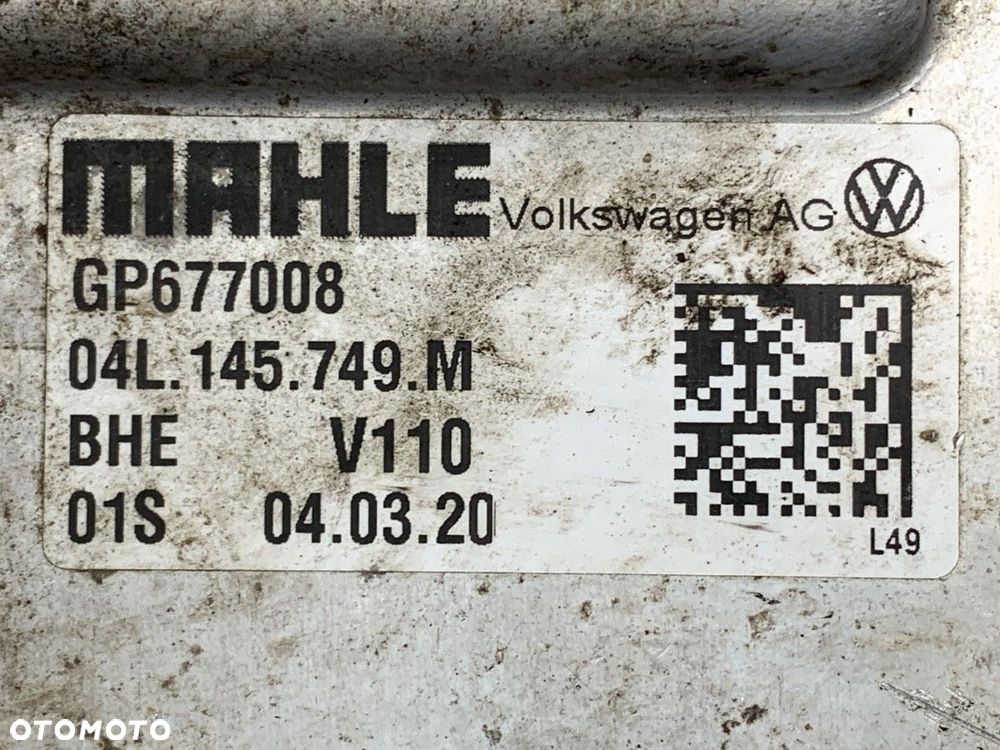 MAHLE Volkswagen AG
GP677008
04L.145.749.M
BHE V110
01S 04.03.20
L49
OTOMOTO